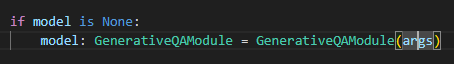 if model is None:
model: GenerativeQAModule = GenerativeQAModule(args)